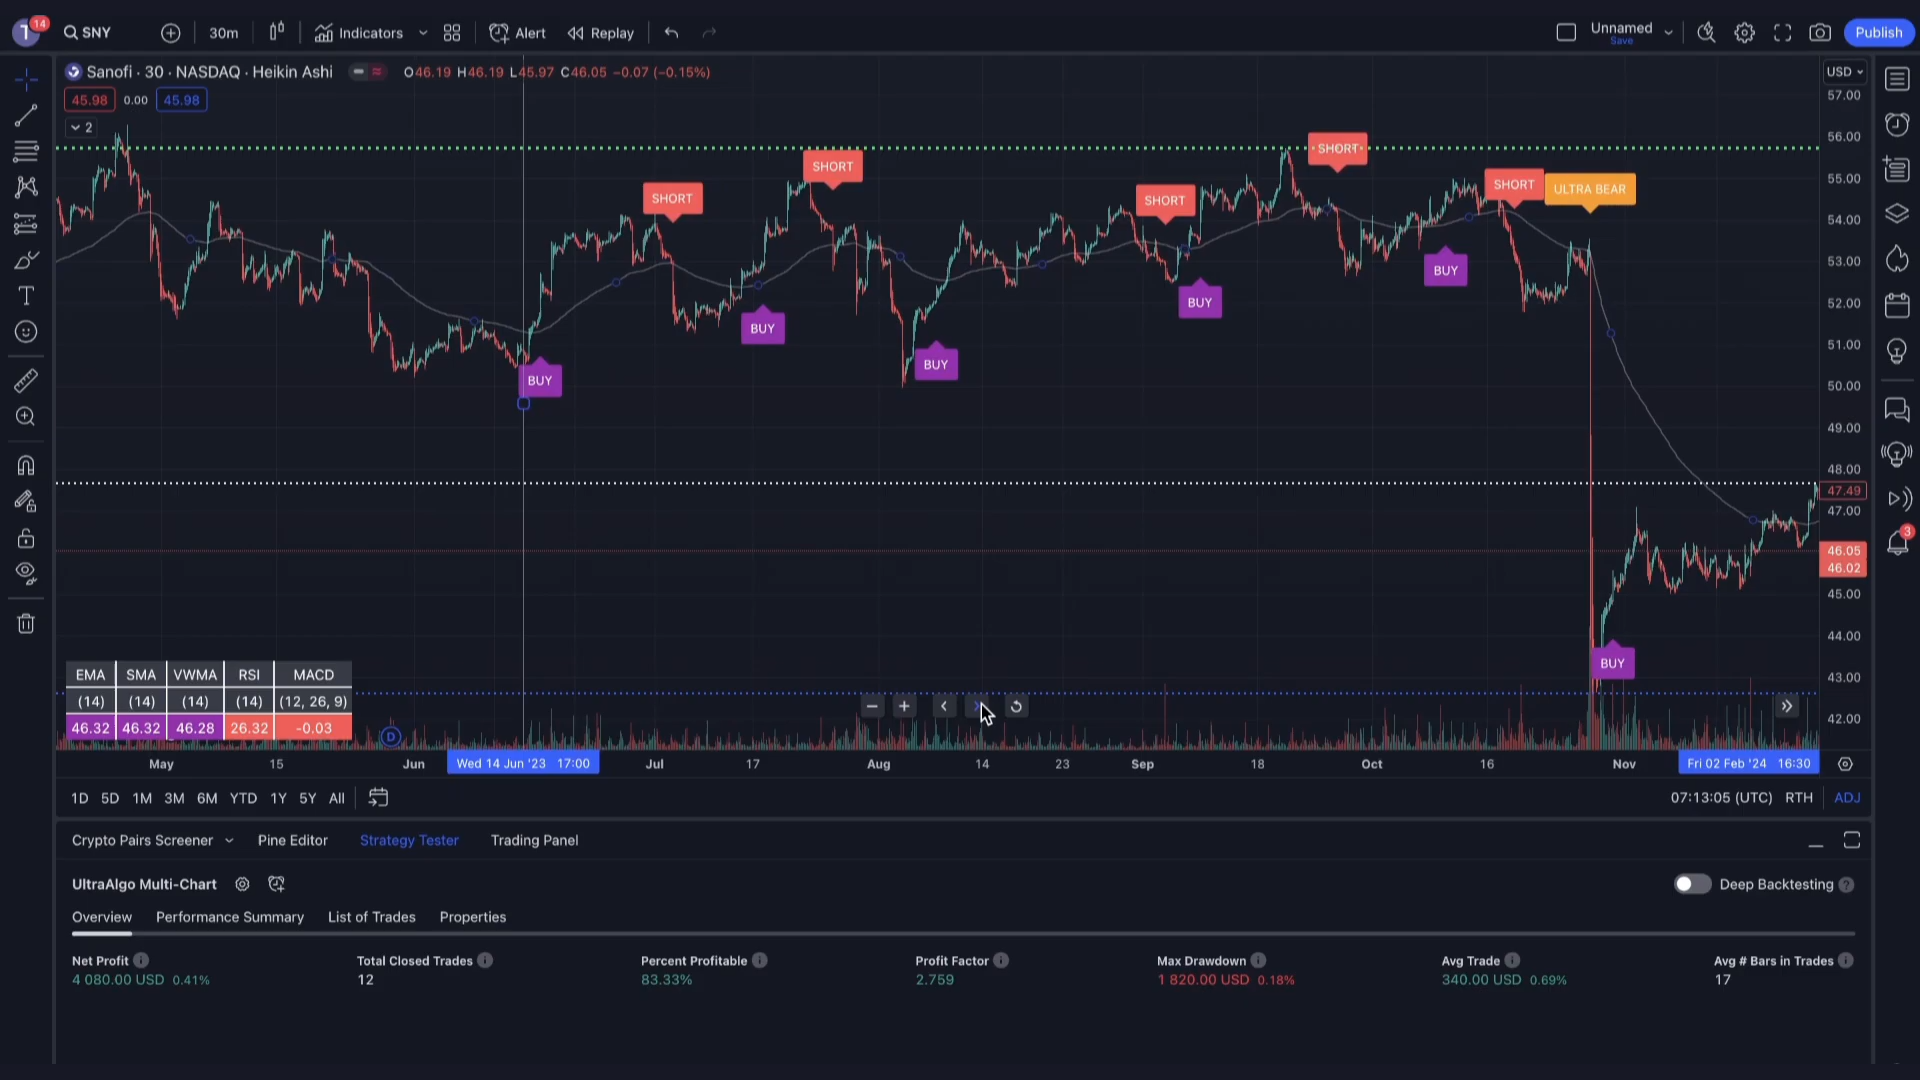 T 14 SNY 30m Indicators Alert Replay Unnamed Save Publish
Sanofi · 30 · NASDAQ · Heikin Ashi O46.19 H46.19 L45.97 C46.05 −0.07 (−0.15%) USD
45.98 0.00 45.98
2
57.00
56.00
55.00
54.00
53.00
52.00
51.00
50.00
49.00
48.00
47.49
47.00
46.05
46.02
45.00
44.00
43.00
42.00
SHORT
SHORT
SHORT
SHORT
SHORT
ULTRA BEAR
BUY
BUY
BUY
BUY
BUY
BUY
3
EMA SMA VWMA RSI MACD
(14) (14) (14) (14) (12, 26, 9)
46.32 46.32 46.28 26.32 -0.03
D
May 15 Jun Wed 14 Jun '23 17:00 Jul 17 Aug 14 23 Sep 18 Oct 16 Nov Fri 02 Feb '24 16:30
1D 5D 1M 3M 6M YTD 1Y 5Y All 07:13:05 (UTC) RTH ADJ
Crypto Pairs Screener Pine Editor Strategy Tester Trading Panel
UltraAlgo Multi-Chart Deep Backtesting ?
Overview Performance Summary List of Trades Properties
Net Profit Total Closed Trades Percent Profitable Profit Factor Max Drawdown Avg Trade Avg # Bars in Trades
4 080.00 USD 0.41% 12 83.33% 2.759 1 820.00 USD 0.18% 340.00 USD 0.69% 17